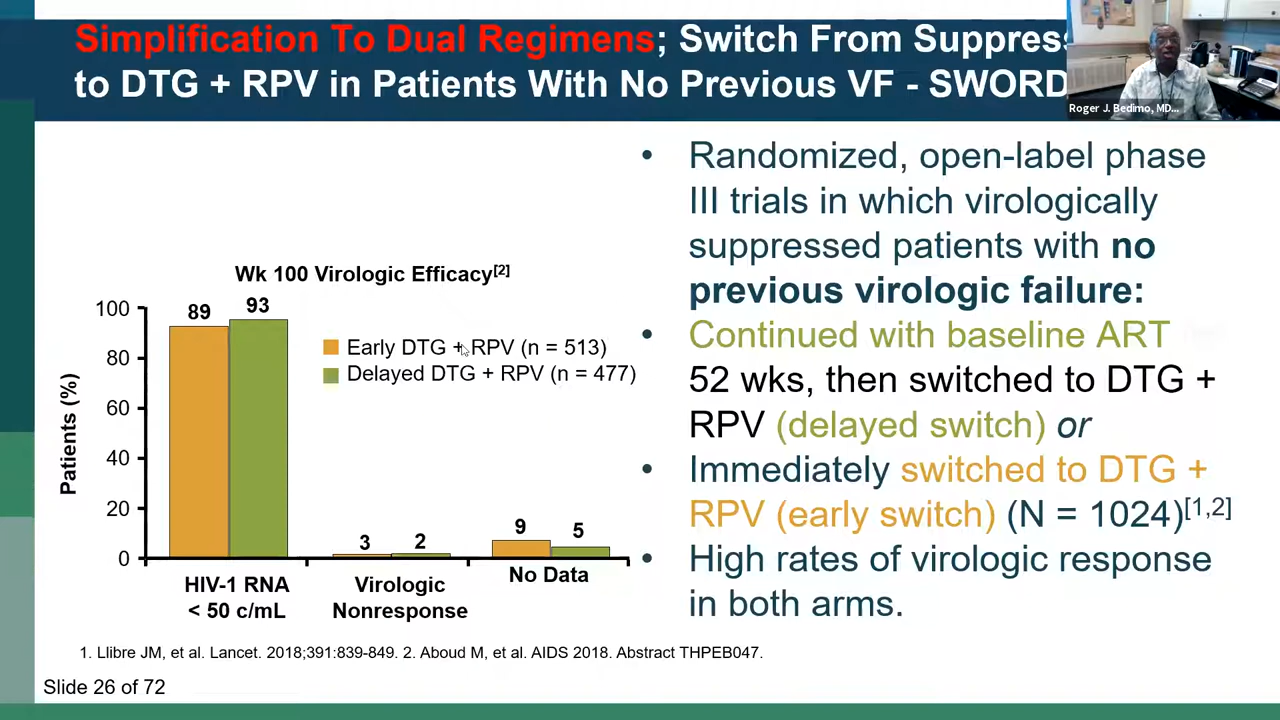 Simplification To Dual Regimens; Switch From
to DTG + RPV in Patients With No Previous VF - SWORD
Roger J. Bedimo, MD...
Wk 100 Virologic Efficacy[2]
100
80
60
40
20
0
Patients (%)
89
93
3
2
9
5
Early DTG + RPV (n = 513)
Delayed DTG + RPV (n = 477)
HIV-1 RNA
< 50 c/mL
Virologic
Nonresponse
No Data
• Randomized, open-label phase
III trials in which virologically
suppressed patients with no
previous virologic failure:
• Continued with baseline ART
52 wks, then switched to DTG +
RPV (delayed switch) or
• Immediately switched to DTG +
RPV (early switch) (N = 1024)[1,2]
• High rates of virologic response
in both arms.
1. Llibre JM, et al. Lancet. 2018;391:839-849. 2. Aboud M, et al. AIDS 2018. Abstract THPEB047.
Slide 26 of 72